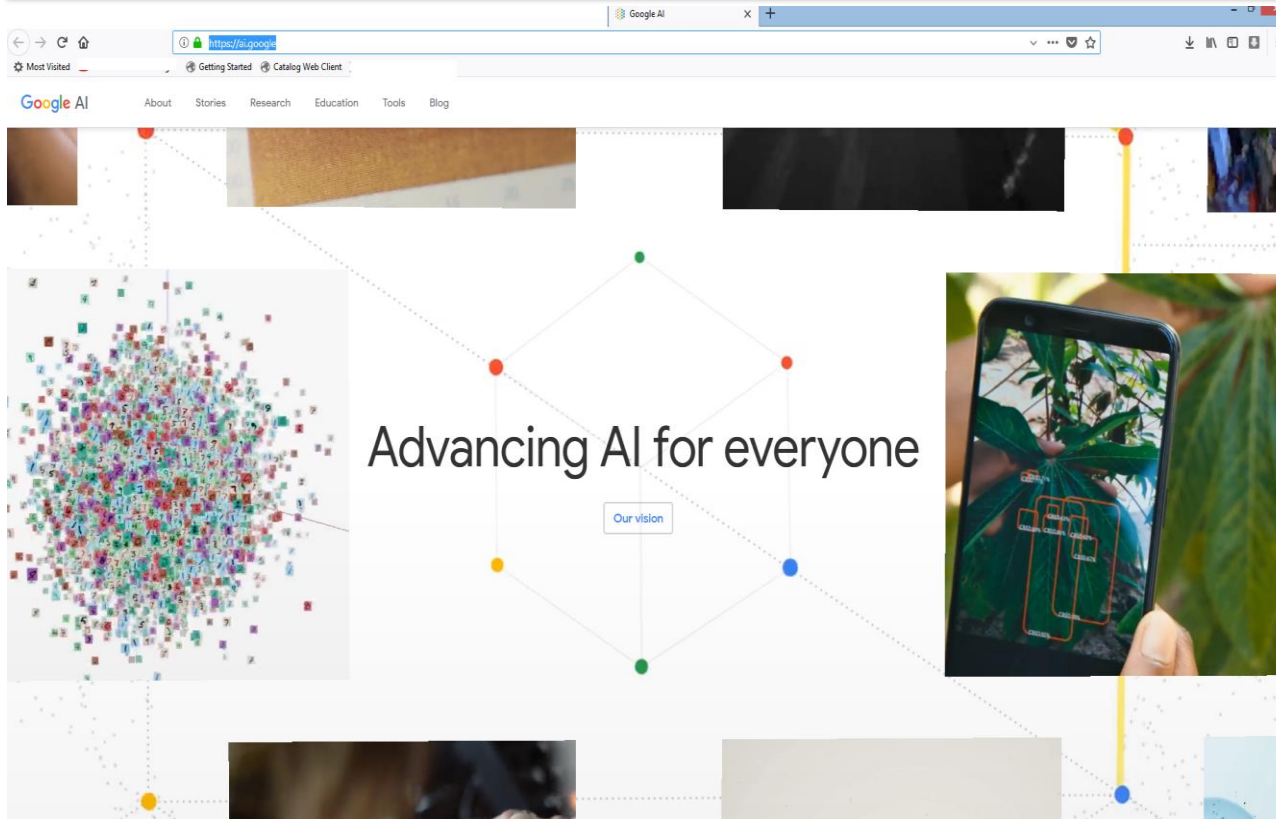 Google AI
https://ai.google
Most Visited
Getting Started
Catalog Web Client
Google AI
About Stories Research Education Tools Blog
Advancing AI for everyone
Our vision